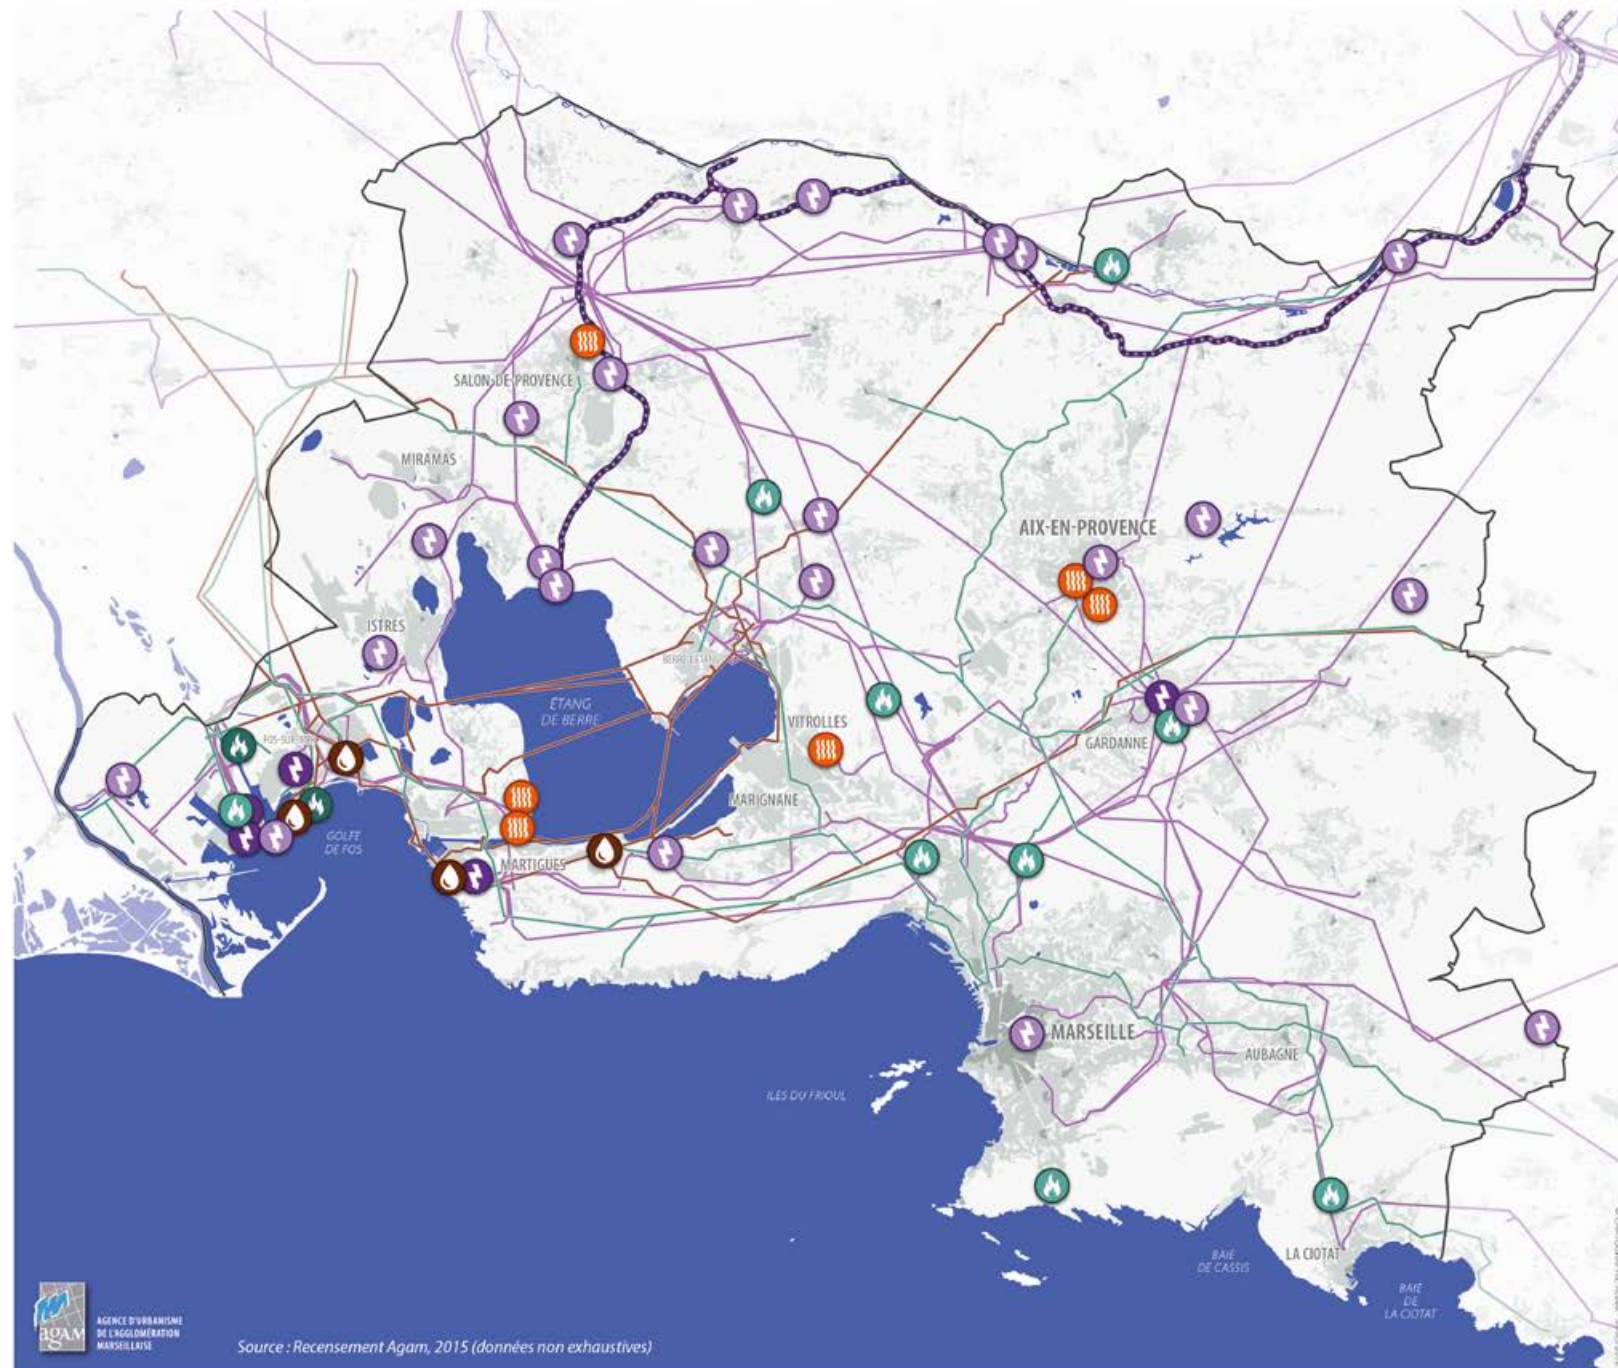 SALON-DE-PROVENCE
MIRAMAS
AIX-EN-PROVENCE
ISTRES
BERRE-L'ÉTANG
ÉTANG
DE BERRE
VITROLLES
FOS-SUR-MER
GARDANNE
MARIGNANE
GOLFE
DE FOS
MARTIGUES
MARSEILLE
AUBAGNE
ILES DU FRIOUL
BAIE
DE CASSIS
LA CIOTAT
BAIE
DE
LA CIOTAT
agAM
AGENCE D'URBANISME
DE L'AGGLOMÉRATION
MARSEILLAISE
Source : Recensement Agam, 2015 (données non exhaustives)